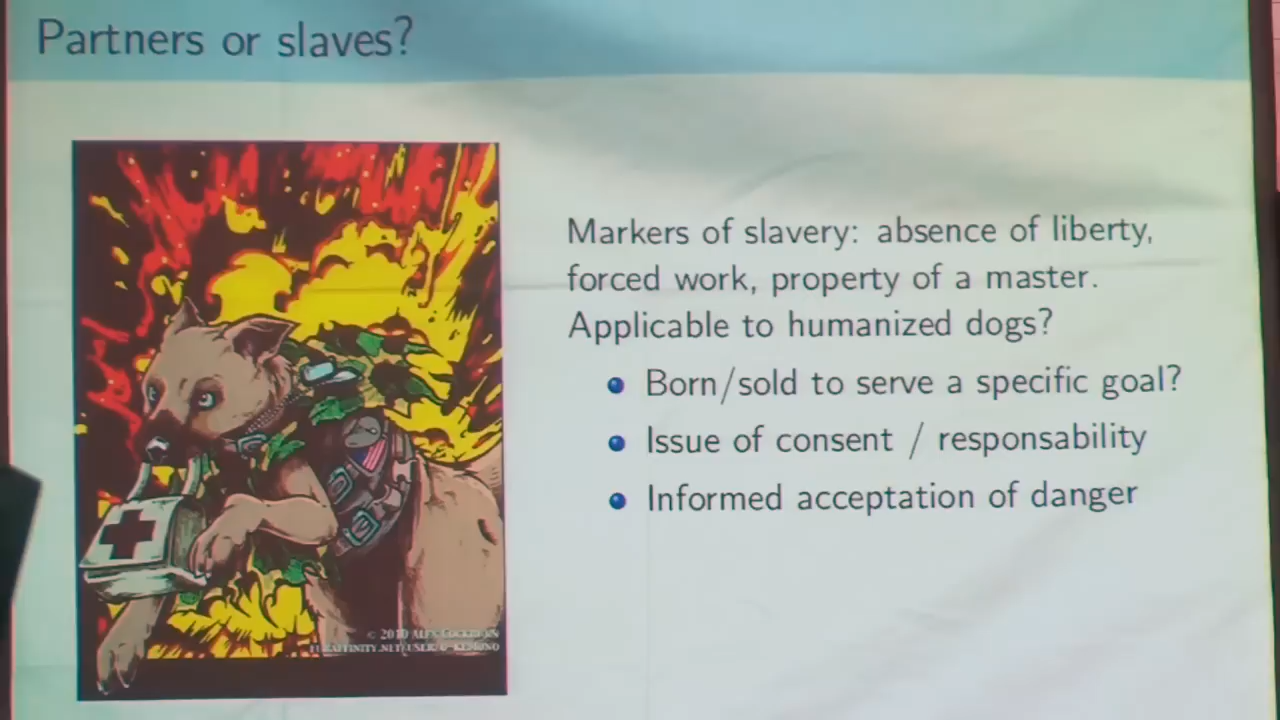 Partners or slaves?
Markers of slavery: absence of liberty,
forced work, property of a master.
Applicable to humanized dogs?
Born/sold to serve a specific goal?
Issue of consent / responsability
Informed acceptation of danger
© 2010 ALEX